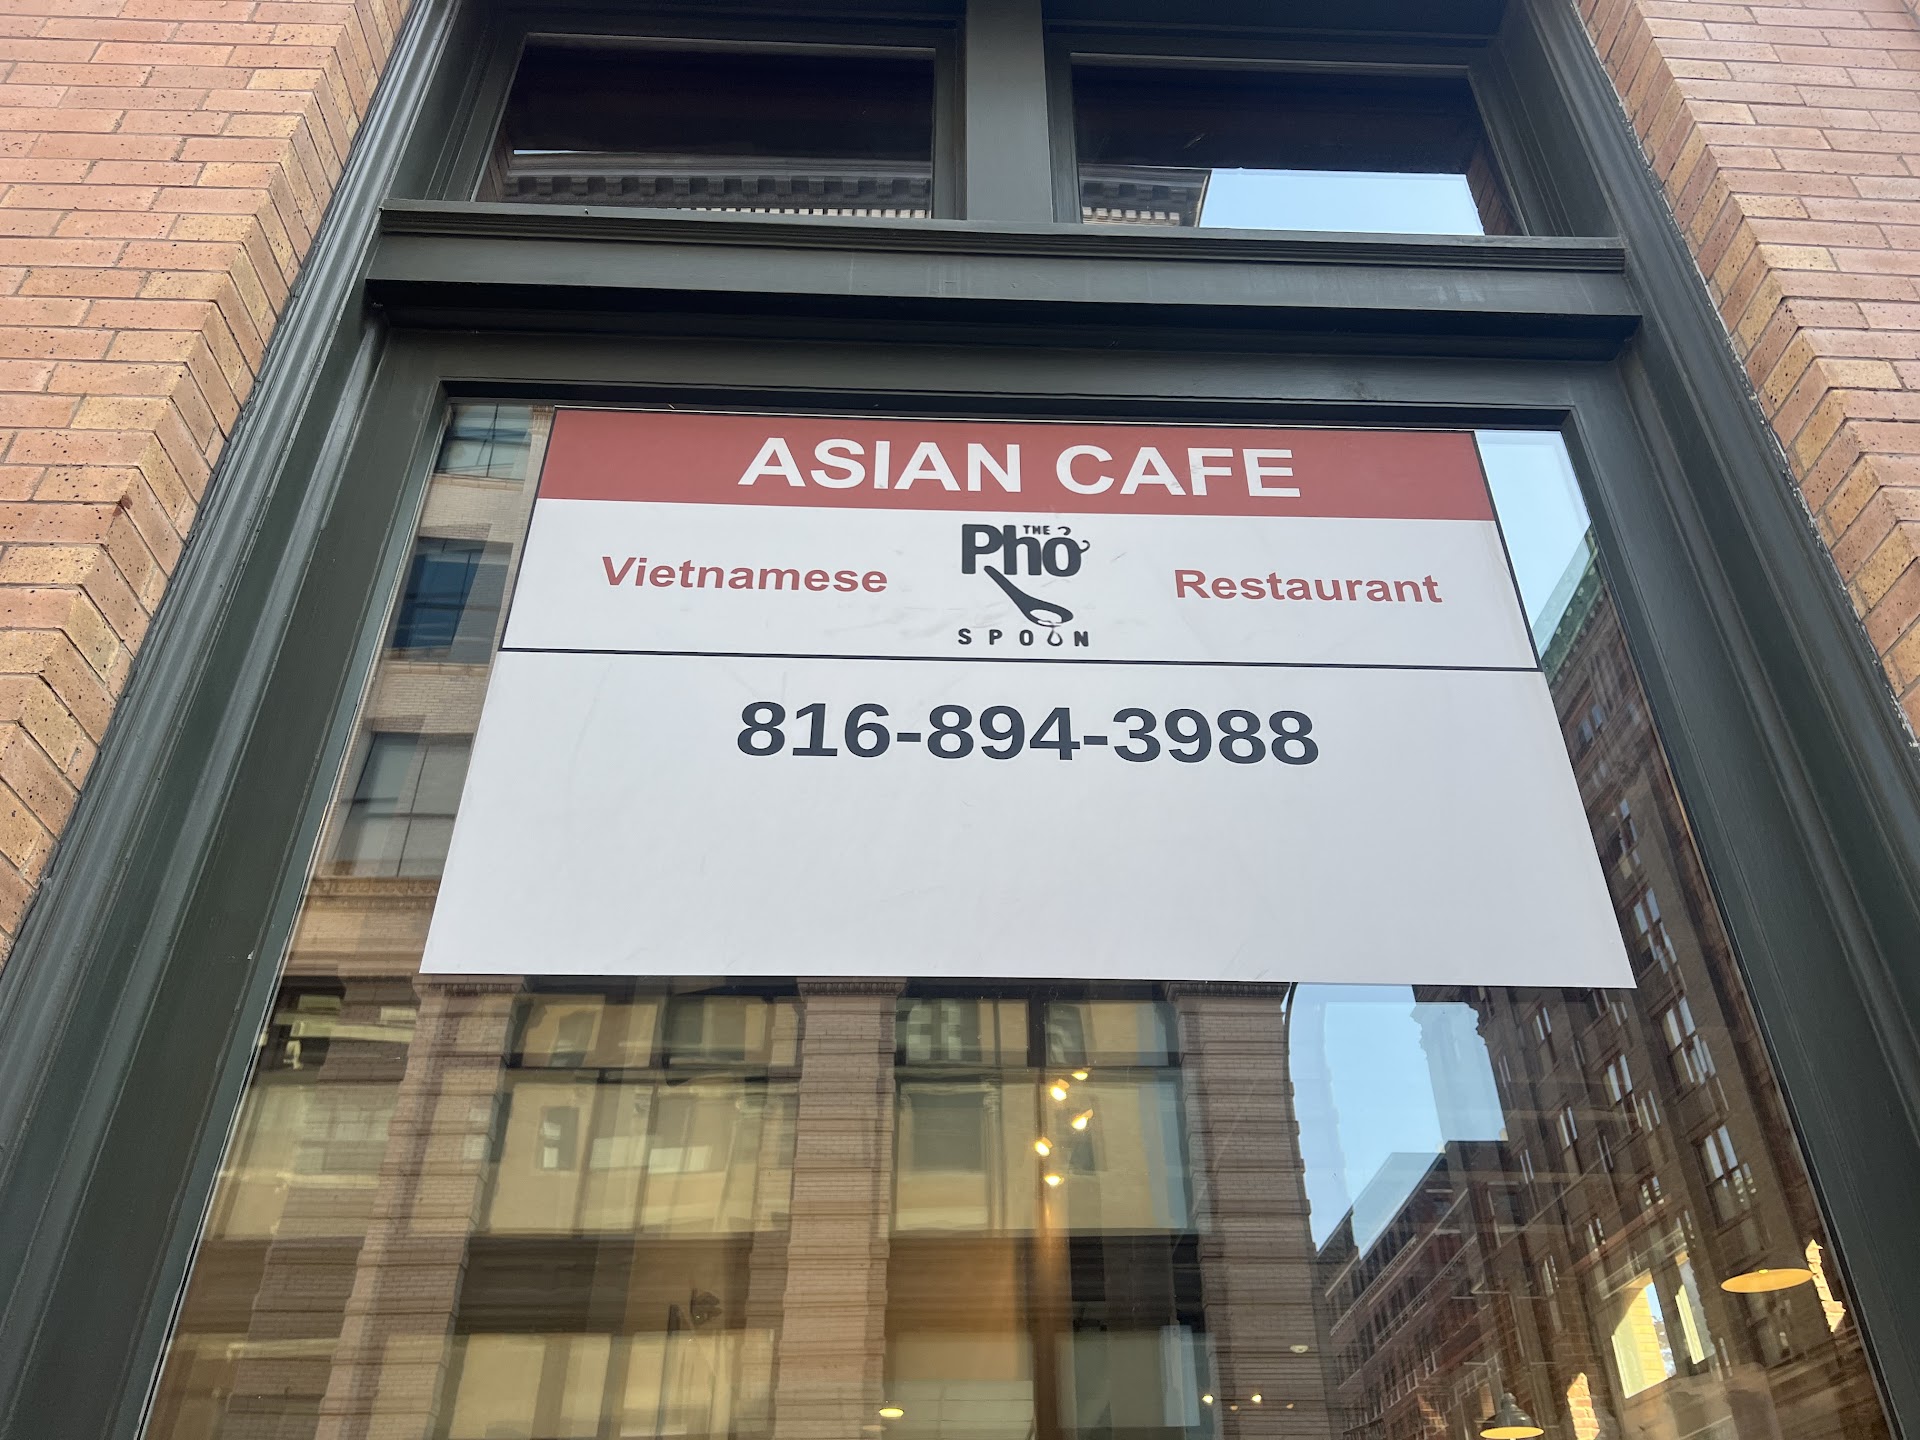 ASIAN CAFE
Vietnamese
THE
Phở
SPOON
Restaurant
816-894-3988